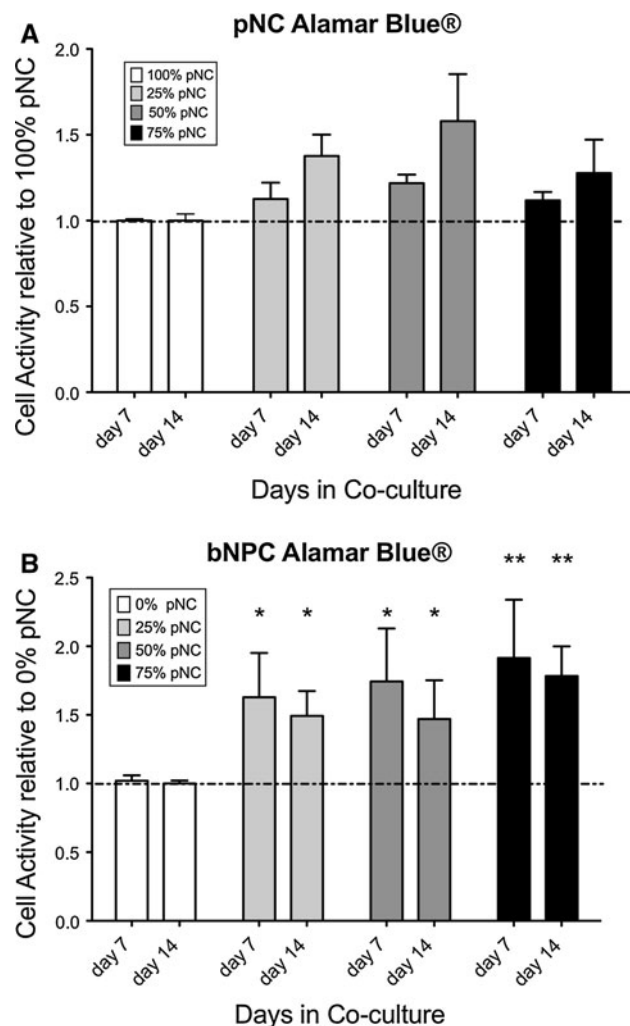 A
pNC Alamar Blue®
2.0
1.5
1.0
0.5
0.0
100% pNC
25% pNC
50% pNC
75% pNC
Cell Activity relative to 100% pNC
day 7
day 14
day 7
day 14
day 7
day 14
day 7
day 14
Days in Co-culture
B
bNPC Alamar Blue®
2.5
2.0
1.5
1.0
0.5
0.0
0% pNC
25% pNC
50% pNC
75% pNC
* * * * ** **
Cell Activity relative to 0% pNC
day 7
day 14
day 7
day 14
day 7
day 14
day 7
day 14
Days in Co-culture